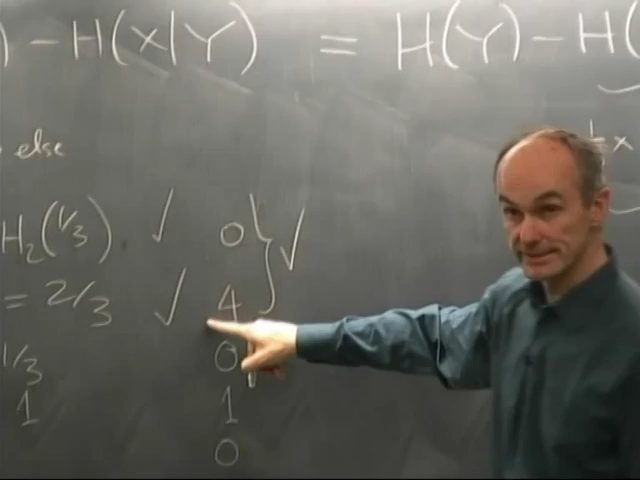 ) - H(X|Y) = H(Y) - H(
else
H₂(1/3) ✓ 0 } ✓
= 2/3 ✓ 4
1/3 0
1 1
0